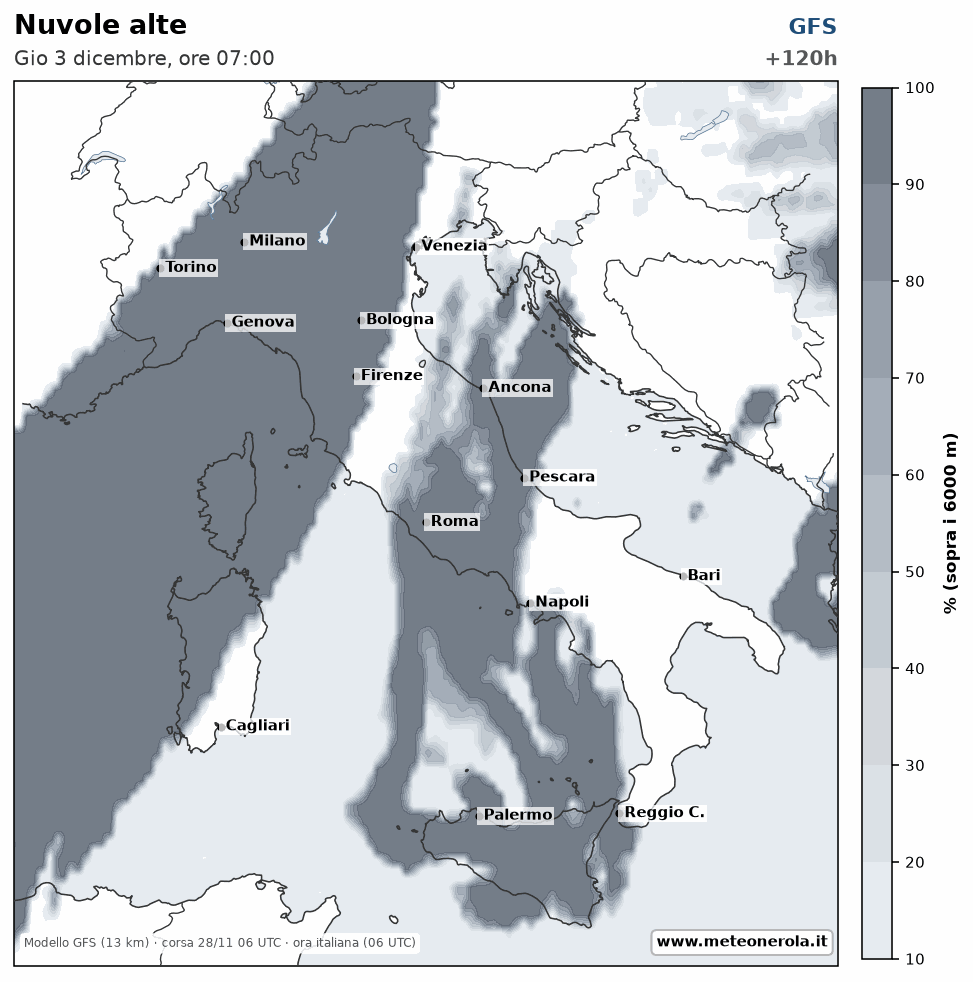 Nuvole alte
GFS
Gio 3 dicembre, ore 07:00
+120h
Milano
Venezia
Torino
Genova
Bologna
Firenze
Ancona
Pescara
Roma
Bari
Napoli
Cagliari
Palermo
Reggio C.
100
90
80
70
60
50
40
30
20
10
% (sopra i 6000 m)
Modello GFS (13 km) · corsa 28/11 06 UTC · ora italiana (06 UTC)
www.meteonerola.it